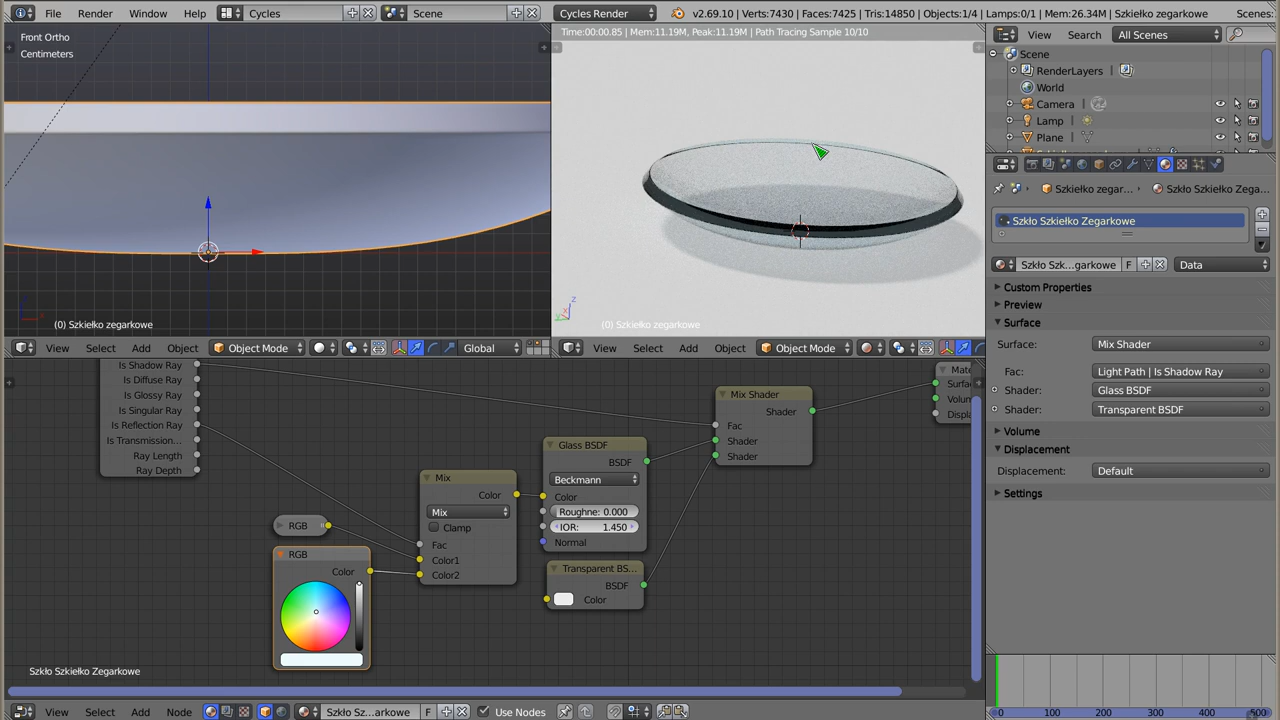 File Render Window Help Cycles Scene Cycles Render v2.69.10 | Verts:7430 | Faces:7425 | Tris:14850 | Objects:1/4 | Lamps:0/1 | Mem:26.34M | Szkiełko zegarkowe Scenes:
Front Ortho
Centimeters
(0) Szkiełko zegarkowe
View Select Add Object Object Mode Global
Time:00:00.85 | Mem:11.19M, Peak:11.19M | Path Tracing Sample 10/10
(0) Szkiełko zegarkowe
View Select Add Object Object Mode
View Search All Scenes
Scene
RenderLayers
World
Camera
Lamp
Plane
Szkiełko zegar... Szkło Szkiełko Zega...
Szkło Szkiełko Zegarkowe
Szkło Szk...garkowe F Data
Custom Properties
Preview
Surface
Surface: Mix Shader
Fac: Light Path | Is Shadow Ray
Shader: Glass BSDF
Shader: Transparent BSDF
Volume
Displacement
Displacement: Default
Settings
Is Shadow Ray
Is Diffuse Ray
Is Glossy Ray
Is Singular Ray
Is Reflection Ray
Is Transmission...
Ray Length
Ray Depth
RGB
RGB
Color
Mix
Color
Mix
Clamp
Fac
Color1
Color2
Glass BSDF
BSDF
Beckmann
Color
Roughne: 0.000
IOR: 1.450
Normal
Transparent BS...
BSDF
Color
Mix Shader
Shader
Fac
Shader
Shader
Mate
Surfac
Volum
Displa
Szkło Szkiełko Zegarkowe
View Select Add Node Szkło Sz...arkowe F Use Nodes
0 100 200 300 400 500